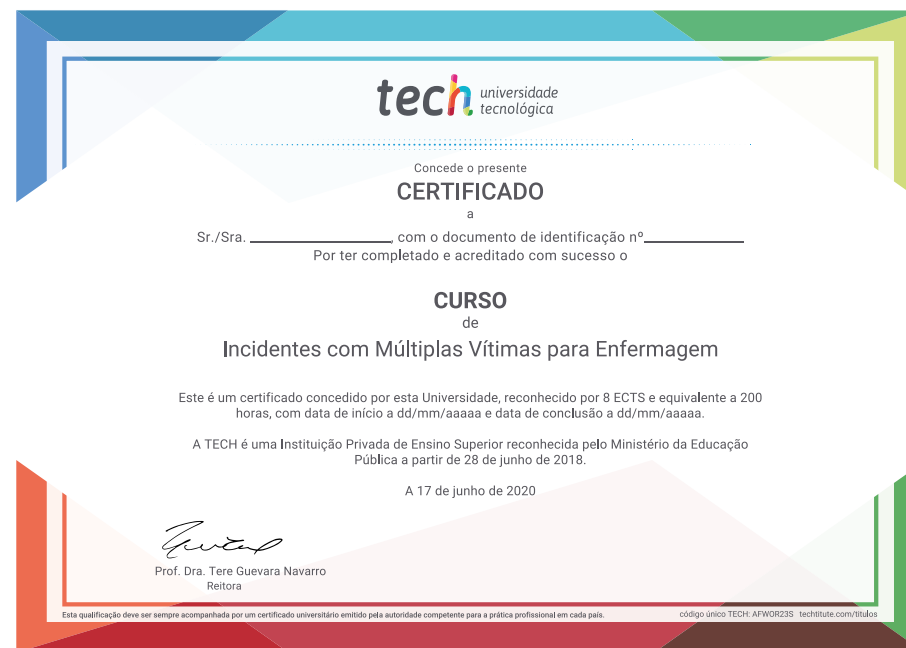 tech universidade
tecnológica
Concede o presente
CERTIFICADO
a
Sr./Sra. ____________, com o documento de identificação nº________
Por ter completado e acreditado com sucesso o
CURSO
de
Incidentes com Múltiplas Vítimas para Enfermagem
Este é um certificado concedido por esta Universidade, reconhecido por 8 ECTS e equivalente a 200
horas, com data de início a dd/mm/aaaaa e data de conclusão a dd/mm/aaaaa.
A TECH é uma Instituição Privada de Ensino Superior reconhecida pelo Ministério da Educação
Pública a partir de 28 de junho de 2018.
A 17 de junho de 2020
Prof. Dra. Tere Guevara Navarro
Reitora
Esta qualificação deve ser sempre acompanhada por um certificado universitário emitido pela autoridade competente para a prática profissional em cada país.
código único TECH: AFWOR23S techtitute.com/titulos